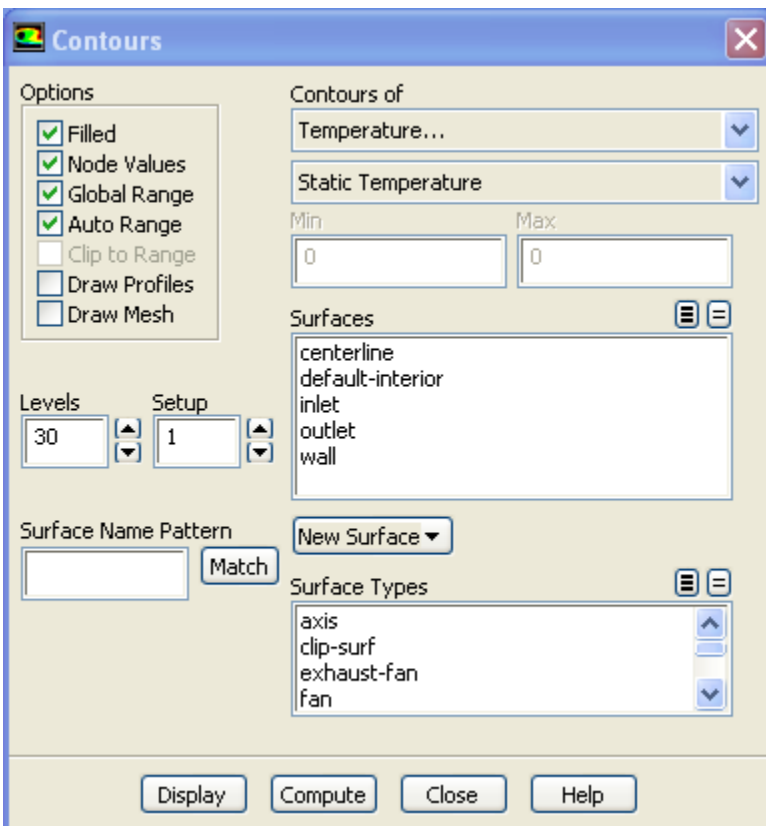 Contours
Options
Filled
Node Values
Global Range
Auto Range
Clip to Range
Draw Profiles
Draw Mesh
Contours of
Temperature...
Static Temperature
Min Max
0 0
Levels Setup
30 1
Surfaces
centerline
default-interior
inlet
outlet
wall
Surface Name Pattern
Match
New Surface
Surface Types
axis
clip-surf
exhaust-fan
fan
Display Compute Close Help